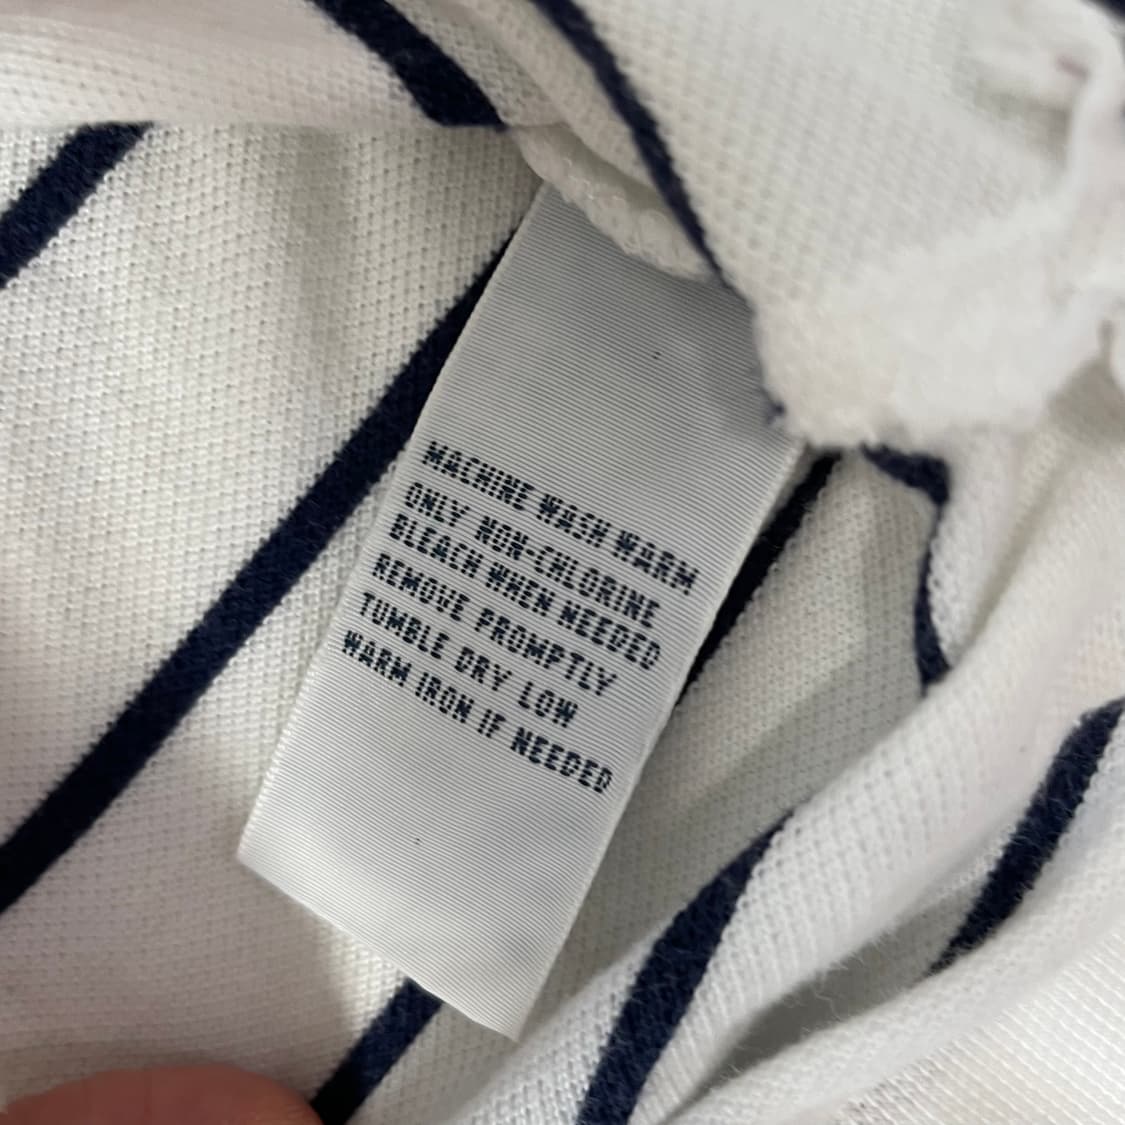 MACHINE WASH WARM
ONLY NON-CHLORINE
BLEACH WHEN NEEDED
REMOVE PROMPTLY
TUMBLE DRY LOW
WARM IRON IF NEEDED